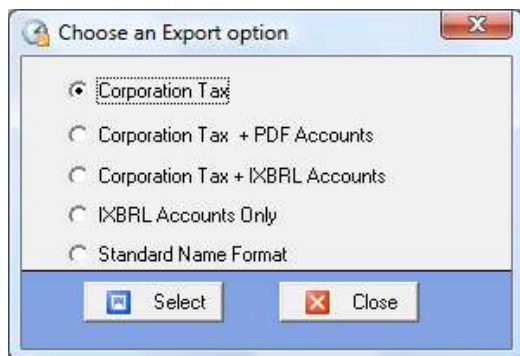 Choose an Export option
Corporation Tax
Corporation Tax + PDF Accounts
Corporation Tax + IXBRL Accounts
IXBRL Accounts Only
Standard Name Format
Select Close